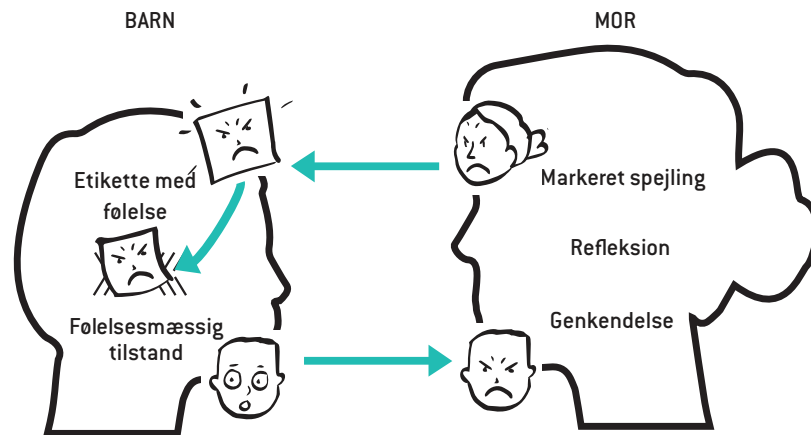 BARN
MOR
Etikette med
følelse
Følelsesmæssig
tilstand
Markeret spejling
Refleksion
Genkendelse